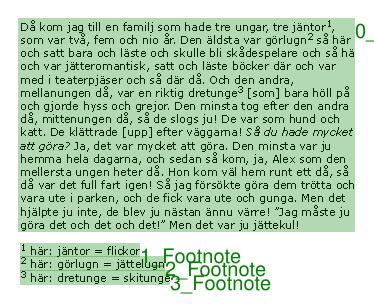 Då kom jag till en familj som hade tre ungar, tre jäntor¹,
som var två, fem och nio år. Den äldsta var görlugn² så här
och satt bara och läste och skulle bli skådespelare och så hä
och var jätteromantisk, satt och läste böcker där och var
med i teaterpjäser och så där då. Och den andra,
mellanungen då, var en riktig dretunge³ [som] bara höll på
och gjorde hyss och grejor. Den minsta tog efter den andra
då, mittenungen då, så de slogs ju! De var som hund och
katt. De klättrade [upp] efter väggarna! Så du hade mycket
att göra? Ja, det var mycket att göra. Den minsta var ju
hemma hela dagarna, och sedan så kom, ja, Alex som den
mellersta ungen heter då. Hon kom väl hem runt ett då, så
då var det full fart igen! Så jag försökte göra dem trötta och
vara ute i parken, och de fick vara ute och gunga. Men det
hjälpte ju inte, de blev ju nästan ännu värre! "Jag måste ju
göra det och det och det!" Men det var ju jättekul!
0_
¹ här: jäntor = flickor
1_Footnote
² här: görlugn = jättelugn
2_Footnote
³ här: dretunge = skitunge
3_Footnote